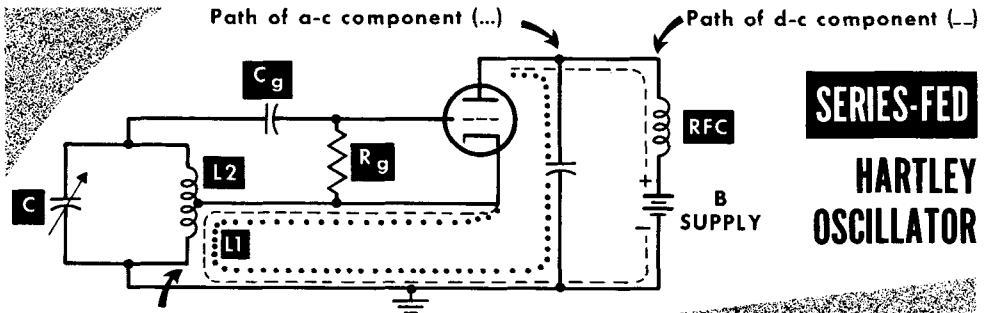 Path of a-c component (...)
Path of d-c component (--)
Cg
Rg
L2
C
L1
RFC
+
B
SUPPLY
−
SERIES-FED
HARTLEY
OSCILLATOR